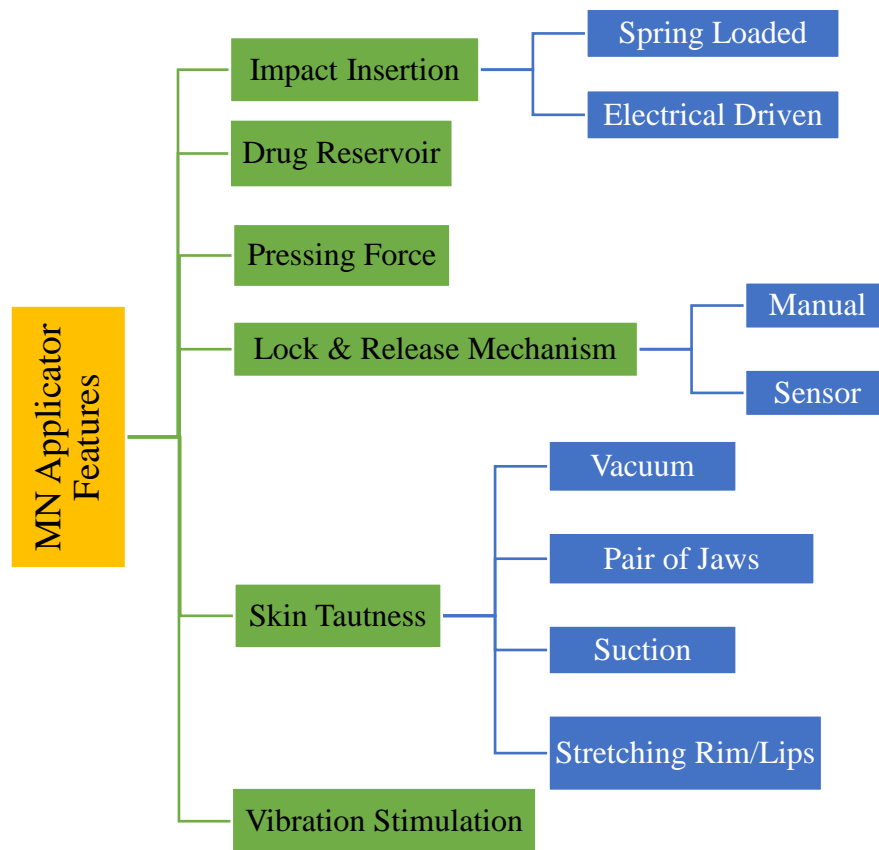 MN Applicator
Features
Impact Insertion
Spring Loaded
Electrical Driven
Drug Reservoir
Pressing Force
Lock & Release Mechanism
Manual
Sensor
Skin Tautness
Vacuum
Pair of Jaws
Suction
Stretching Rim/Lips
Vibration Stimulation